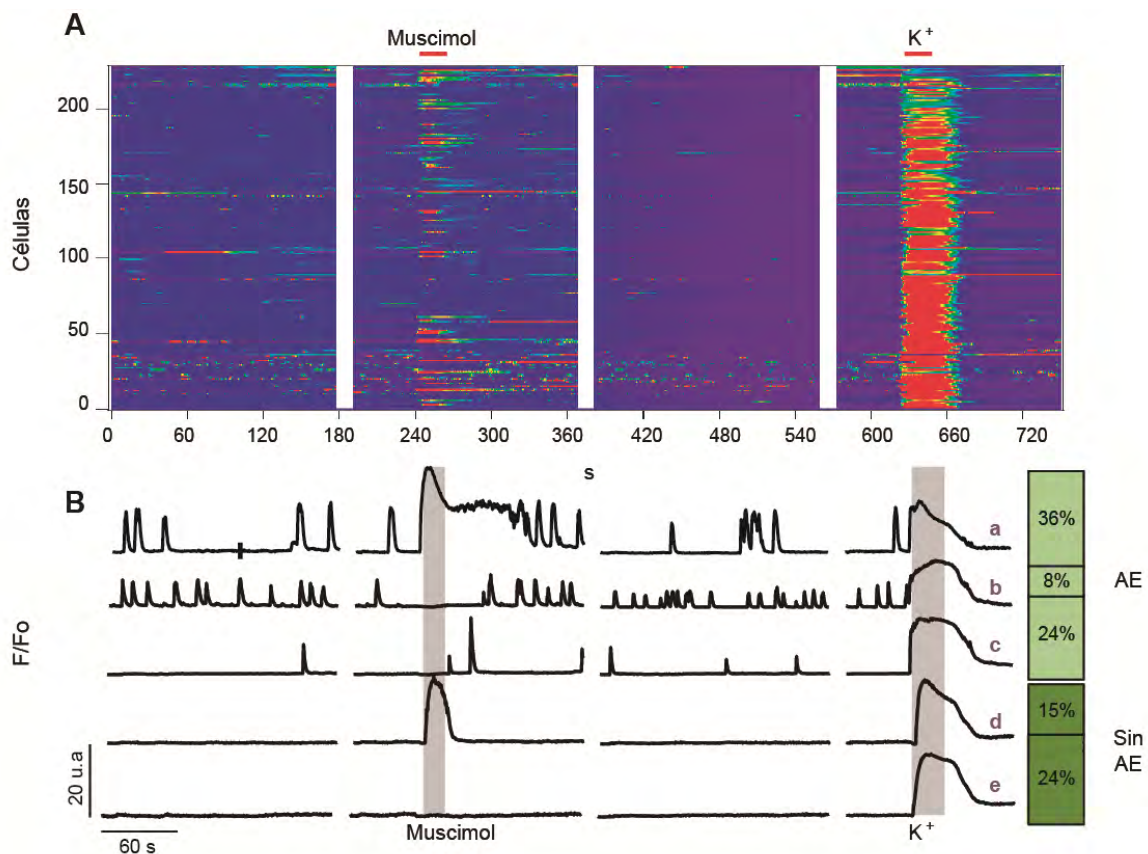 A
Muscimol
K+
Células
200
150
100
50
0
0 60 120 180 240 300 360 420 480 540 600 660 720
s
B
F/Fo
a
b
c
d
e
36%
8%
24%
15%
24%
AE
Sin
AE
20 u.a
60 s
Muscimol
K+